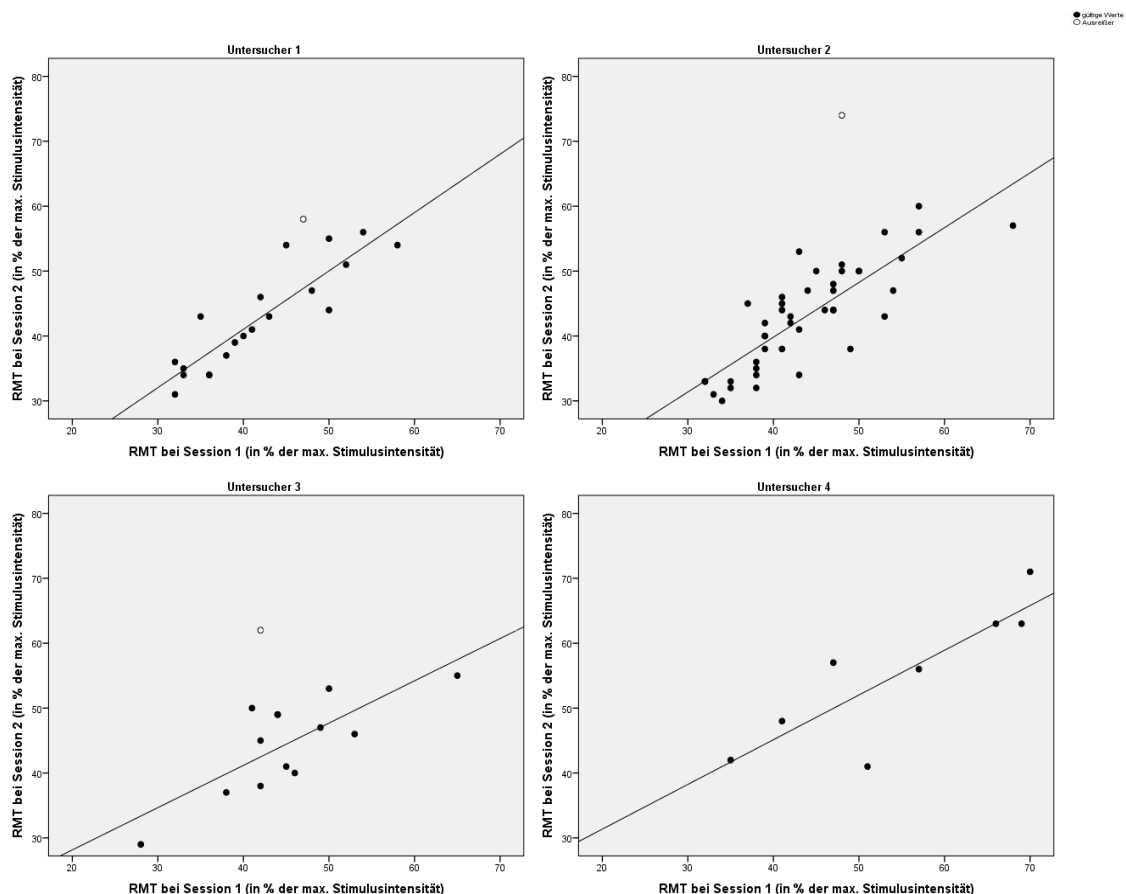 gültige Werte
Ausreißer
Untersucher 1
RMT bei Session 2 (in % der max. Stimulusintensität)
80
70
60
50
40
30
20 30 40 50 60 70
RMT bei Session 1 (in % der max. Stimulusintensität)
Untersucher 2
RMT bei Session 2 (in % der max. Stimulusintensität)
80
70
60
50
40
30
20 30 40 50 60 70
RMT bei Session 1 (in % der max. Stimulusintensität)
Untersucher 3
RMT bei Session 2 (in % der max. Stimulusintensität)
80
70
60
50
40
30
20 30 40 50 60 70
RMT bei Session 1 (in % der max. Stimulusintensität)
Untersucher 4
RMT bei Session 2 (in % der max. Stimulusintensität)
80
70
60
50
40
30
20 30 40 50 60 70
RMT bei Session 1 (in % der max. Stimulusintensität)